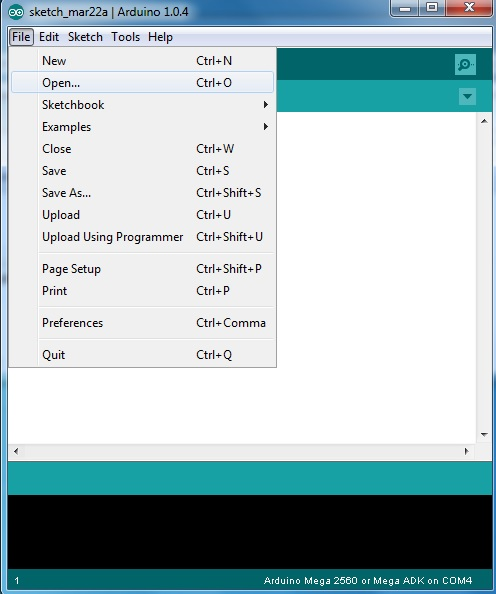 sketch_mar22a | Arduino 1.0.4
File Edit Sketch Tools Help
New Ctrl+N
Open... Ctrl+O
Sketchbook
Examples
Close Ctrl+W
Save Ctrl+S
Save As... Ctrl+Shift+S
Upload Ctrl+U
Upload Using Programmer Ctrl+Shift+U
Page Setup Ctrl+Shift+P
Print Ctrl+P
Preferences Ctrl+Comma
Quit Ctrl+Q
1 Arduino Mega 2560 or Mega ADK on COM4